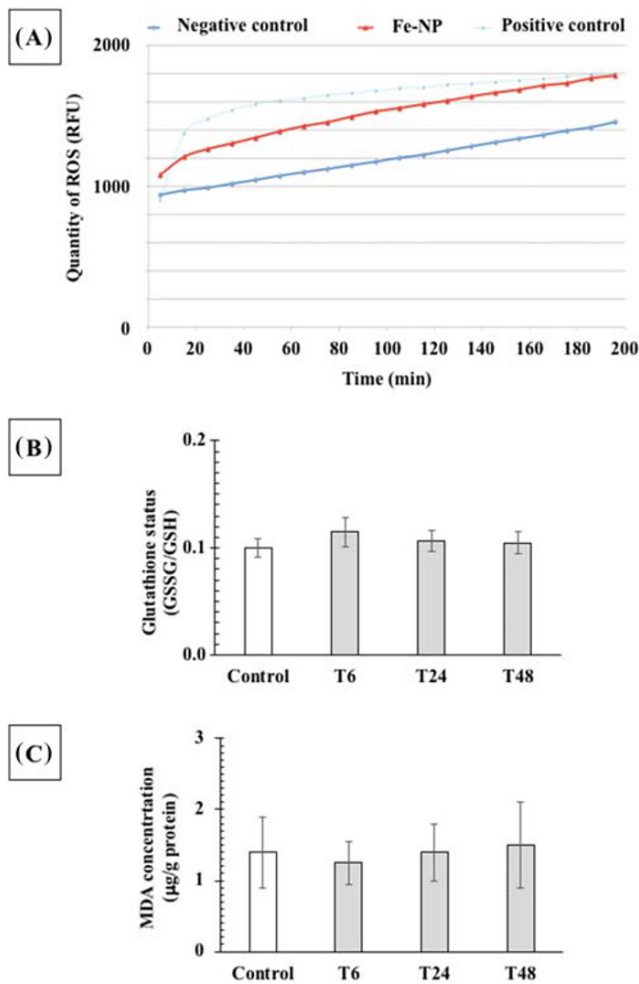 (A)
Negative control Fe-NP Positive control
2000
1000
0
Quantity of ROS (RFU)
0 20 40 60 80 100 120 140 160 180 200
Time (min)
(B)
0.2
0.1
0.0
Glutathione status
(GSSG/GSH)
Control T6 T24 T48
(C)
3
2
1
0
MDA concentrtation
(µg/g protein)
Control T6 T24 T48